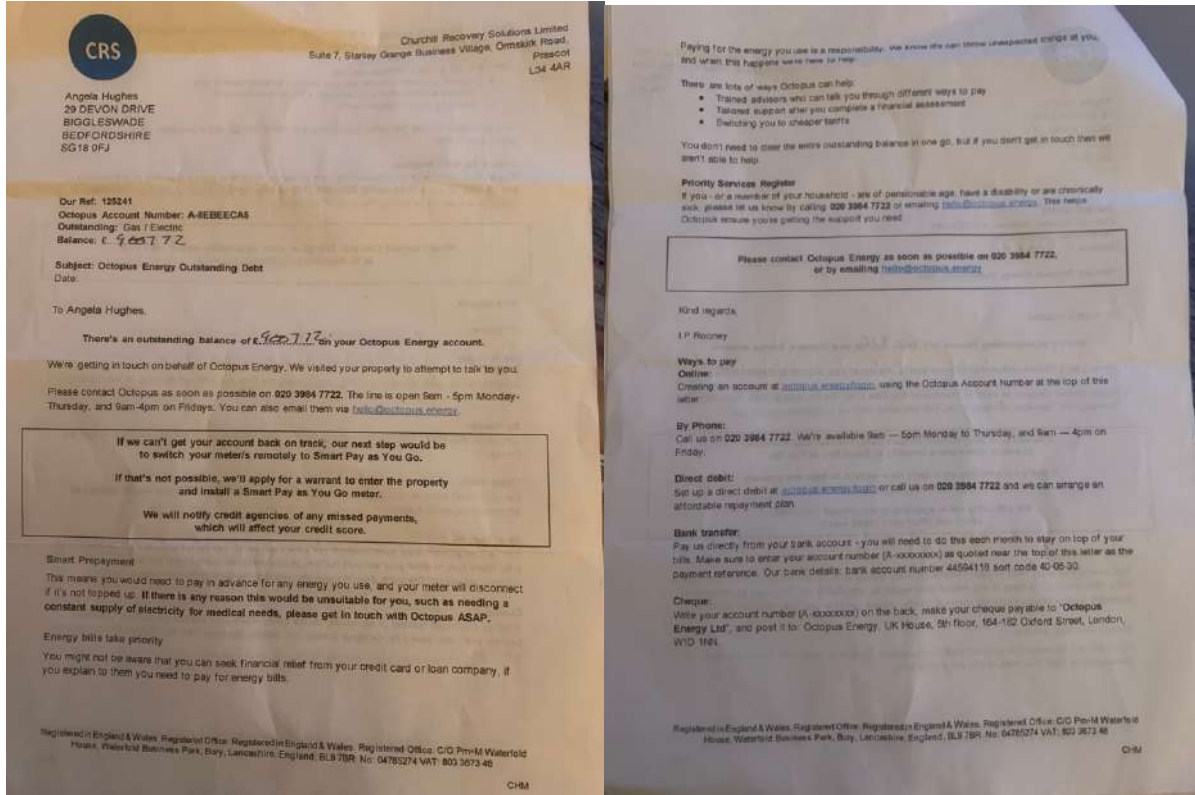 CRS
Churchill Recovery Solutions Limited
Suite 7, Stanley Grange Business Village, Ormskirk Road,
Prescot
L34 4AR
Angela Hughes
29 DEVON DRIVE
BIGGLESWADE
BEDFORDSHIRE
SG18 0FJ
Our Ref: 125241
Octopus Account Number: A-8EBEECA6
Outstanding: Gas / Electric
Balance: £
Subject: Octopus Energy Outstanding Debt
Date:
To Angela Hughes,
There's an outstanding balance of £ on your Octopus Energy account.
We're getting in touch on behalf of Octopus Energy. We visited your property to attempt to talk to you.
Please contact Octopus as soon as possible on 020 3984 7722. The line is open 9am - 5pm Monday-
Thursday, and 9am-4pm on Fridays. You can also email them via hello@octopus.energy.
If we can't get your account back on track, our next step would be
to switch your meter/s remotely to Smart Pay as You Go.
If that's not possible, we'll apply for a warrant to enter the property
and install a Smart Pay as You Go meter.
We will notify credit agencies of any missed payments,
which will affect your credit score.
Smart Prepayment
This means you would need to pay in advance for any energy you use, and your meter will disconnect
if it's not topped up. If there is any reason this would be unsuitable for you, such as needing a
constant supply of electricity for medical needs, please get in touch with Octopus ASAP.
Energy bills take priority
You might not be aware that you can seek financial relief from your credit card or loan company, if
you explain to them you need to pay for energy bills.
Registered in England & Wales. Registered Office: Registered in England & Wales. Registered Office: C/O Pm+M Waterfold
House, Waterfold Business Park, Bury, Lancashire, England, BL9 7BR. No: 04785274 VAT: 803 3673 46
CHM
Paying for the energy you use is a responsibility. We know life can throw unexpected things at you,
and when this happens we're here to help.
There are lots of ways Octopus can help:
• Trained advisors who can talk you through different ways to pay
• Tailored support after you complete a financial assessment
• Switching you to cheaper tariffs
You don't need to clear the entire outstanding balance in one go, but if you don't get in touch then we
aren't able to help.
Priority Services Register
If you - or a member of your household - are of pensionable age, have a disability or are chronically
sick, please let us know by calling 020 3984 7722 or emailing hello@octopus.energy. This helps
Octopus ensure you're getting the support you need.
Please contact Octopus Energy as soon as possible on 020 3984 7722,
or by emailing hello@octopus.energy
Kind regards,
I P Rooney
Ways to pay
Online:
Creating an account at octopus.energy/login, using the Octopus Account Number at the top of this
letter
By Phone:
Call us on 020 3984 7722. We're available 9am — 5pm Monday to Thursday, and 9am — 4pm on
Friday.
Direct debit:
Set up a direct debit at octopus.energy/login or call us on 020 3984 7722 and we can arrange an
affordable repayment plan
Bank transfer:
Pay us directly from your bank account - you will need to do this each month to stay on top of your
bills. Make sure to enter your account number (A-xxxxxxxx) as quoted near the top of this letter as the
payment reference. Our bank details: bank account number 44594118 sort code 40-06-30.
Cheque:
Write your account number (A-xxxxxxxx) on the back, make your cheque payable to "Octopus
Energy Ltd", and post it to: Octopus Energy, UK House, 5th floor, 164-182 Oxford Street, London,
W1D 1NN.
Registered in England & Wales. Registered Office: Registered in England & Wales. Registered Office: C/O Pm+M Waterfold
House, Waterfold Business Park, Bury, Lancashire, England, BL9 7BR. No: 04785274 VAT: 803 3673 46
CHM